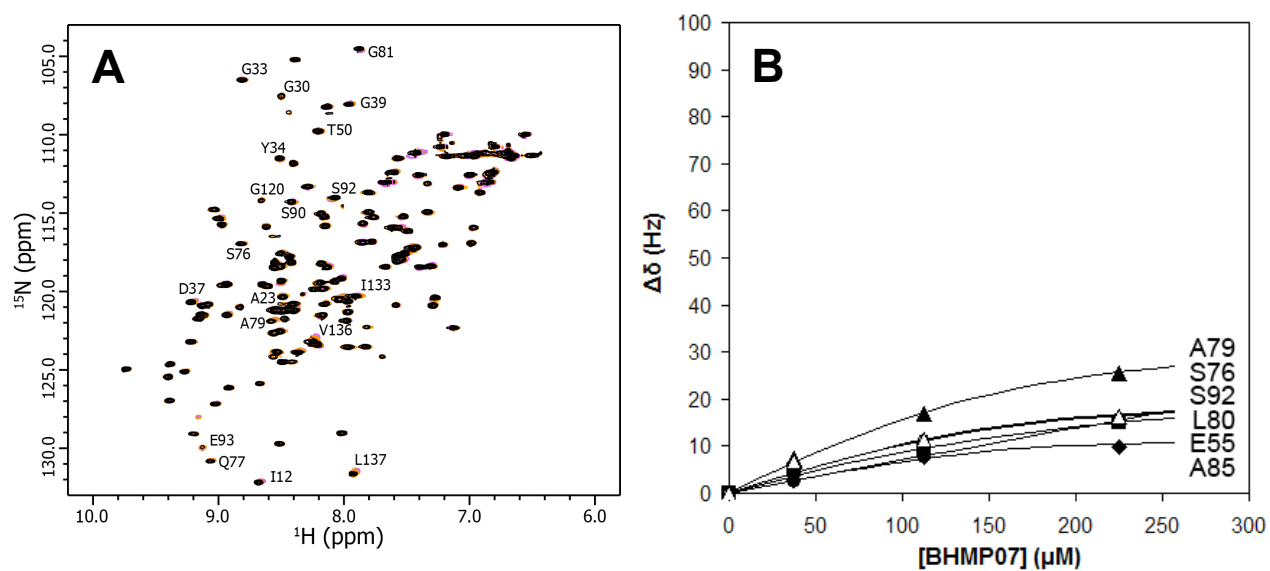 A
G81
G33
G30
G39
T50
Y34
G120
S92
S90
S76
D37
A23
I133
A79
V136
E93
Q77
L137
I12
105.0
110.0
115.0
120.0
125.0
130.0
15N (ppm)
10.0 9.0 8.0 7.0 6.0
1H (ppm)
B
100
90
80
70
60
50
40
30
20
10
0
Δδ (Hz)
A79
S76
S92
L80
E55
A85
0 50 100 150 200 250 300
[BHMP07] (µM)